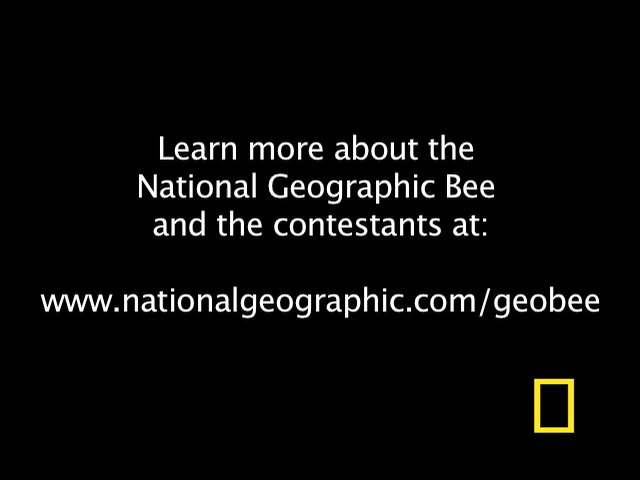 Learn more about the
National Geographic Bee
and the contestants at:
www.nationalgeographic.com/geobee